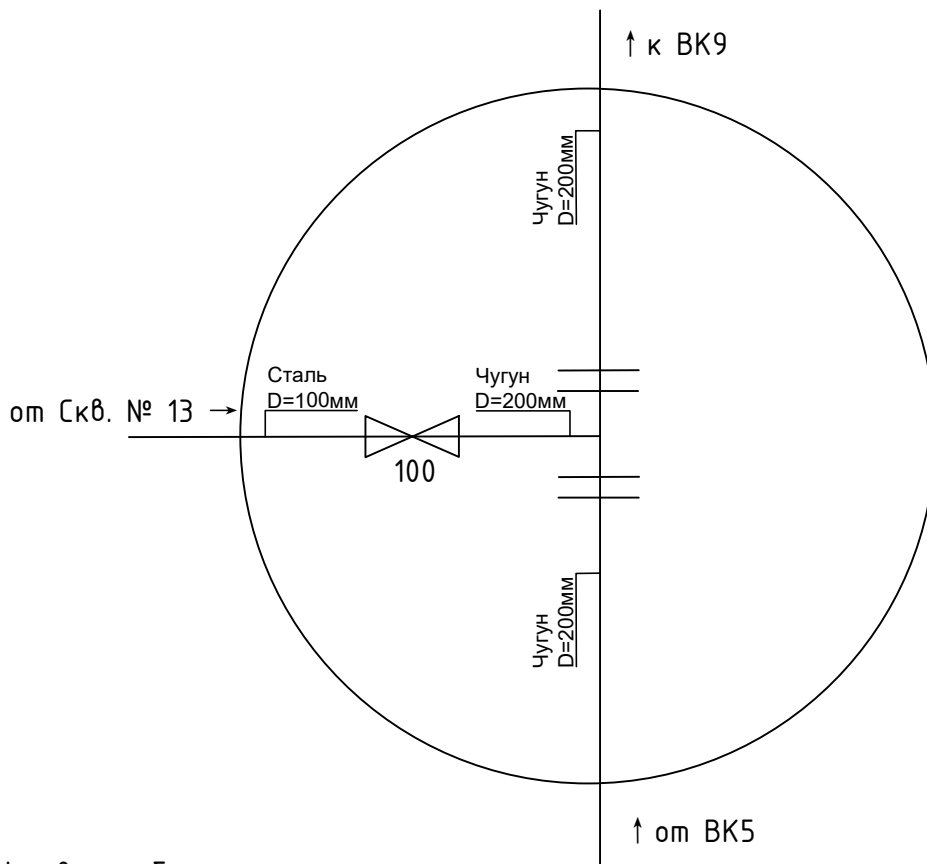 ↑ к ВК9
Чугун
D=200мм
Сталь
D=100мм
Чугун
D=200мм
от Скв. № 13 →
100
Чугун
D=200мм
↑ от ВК5